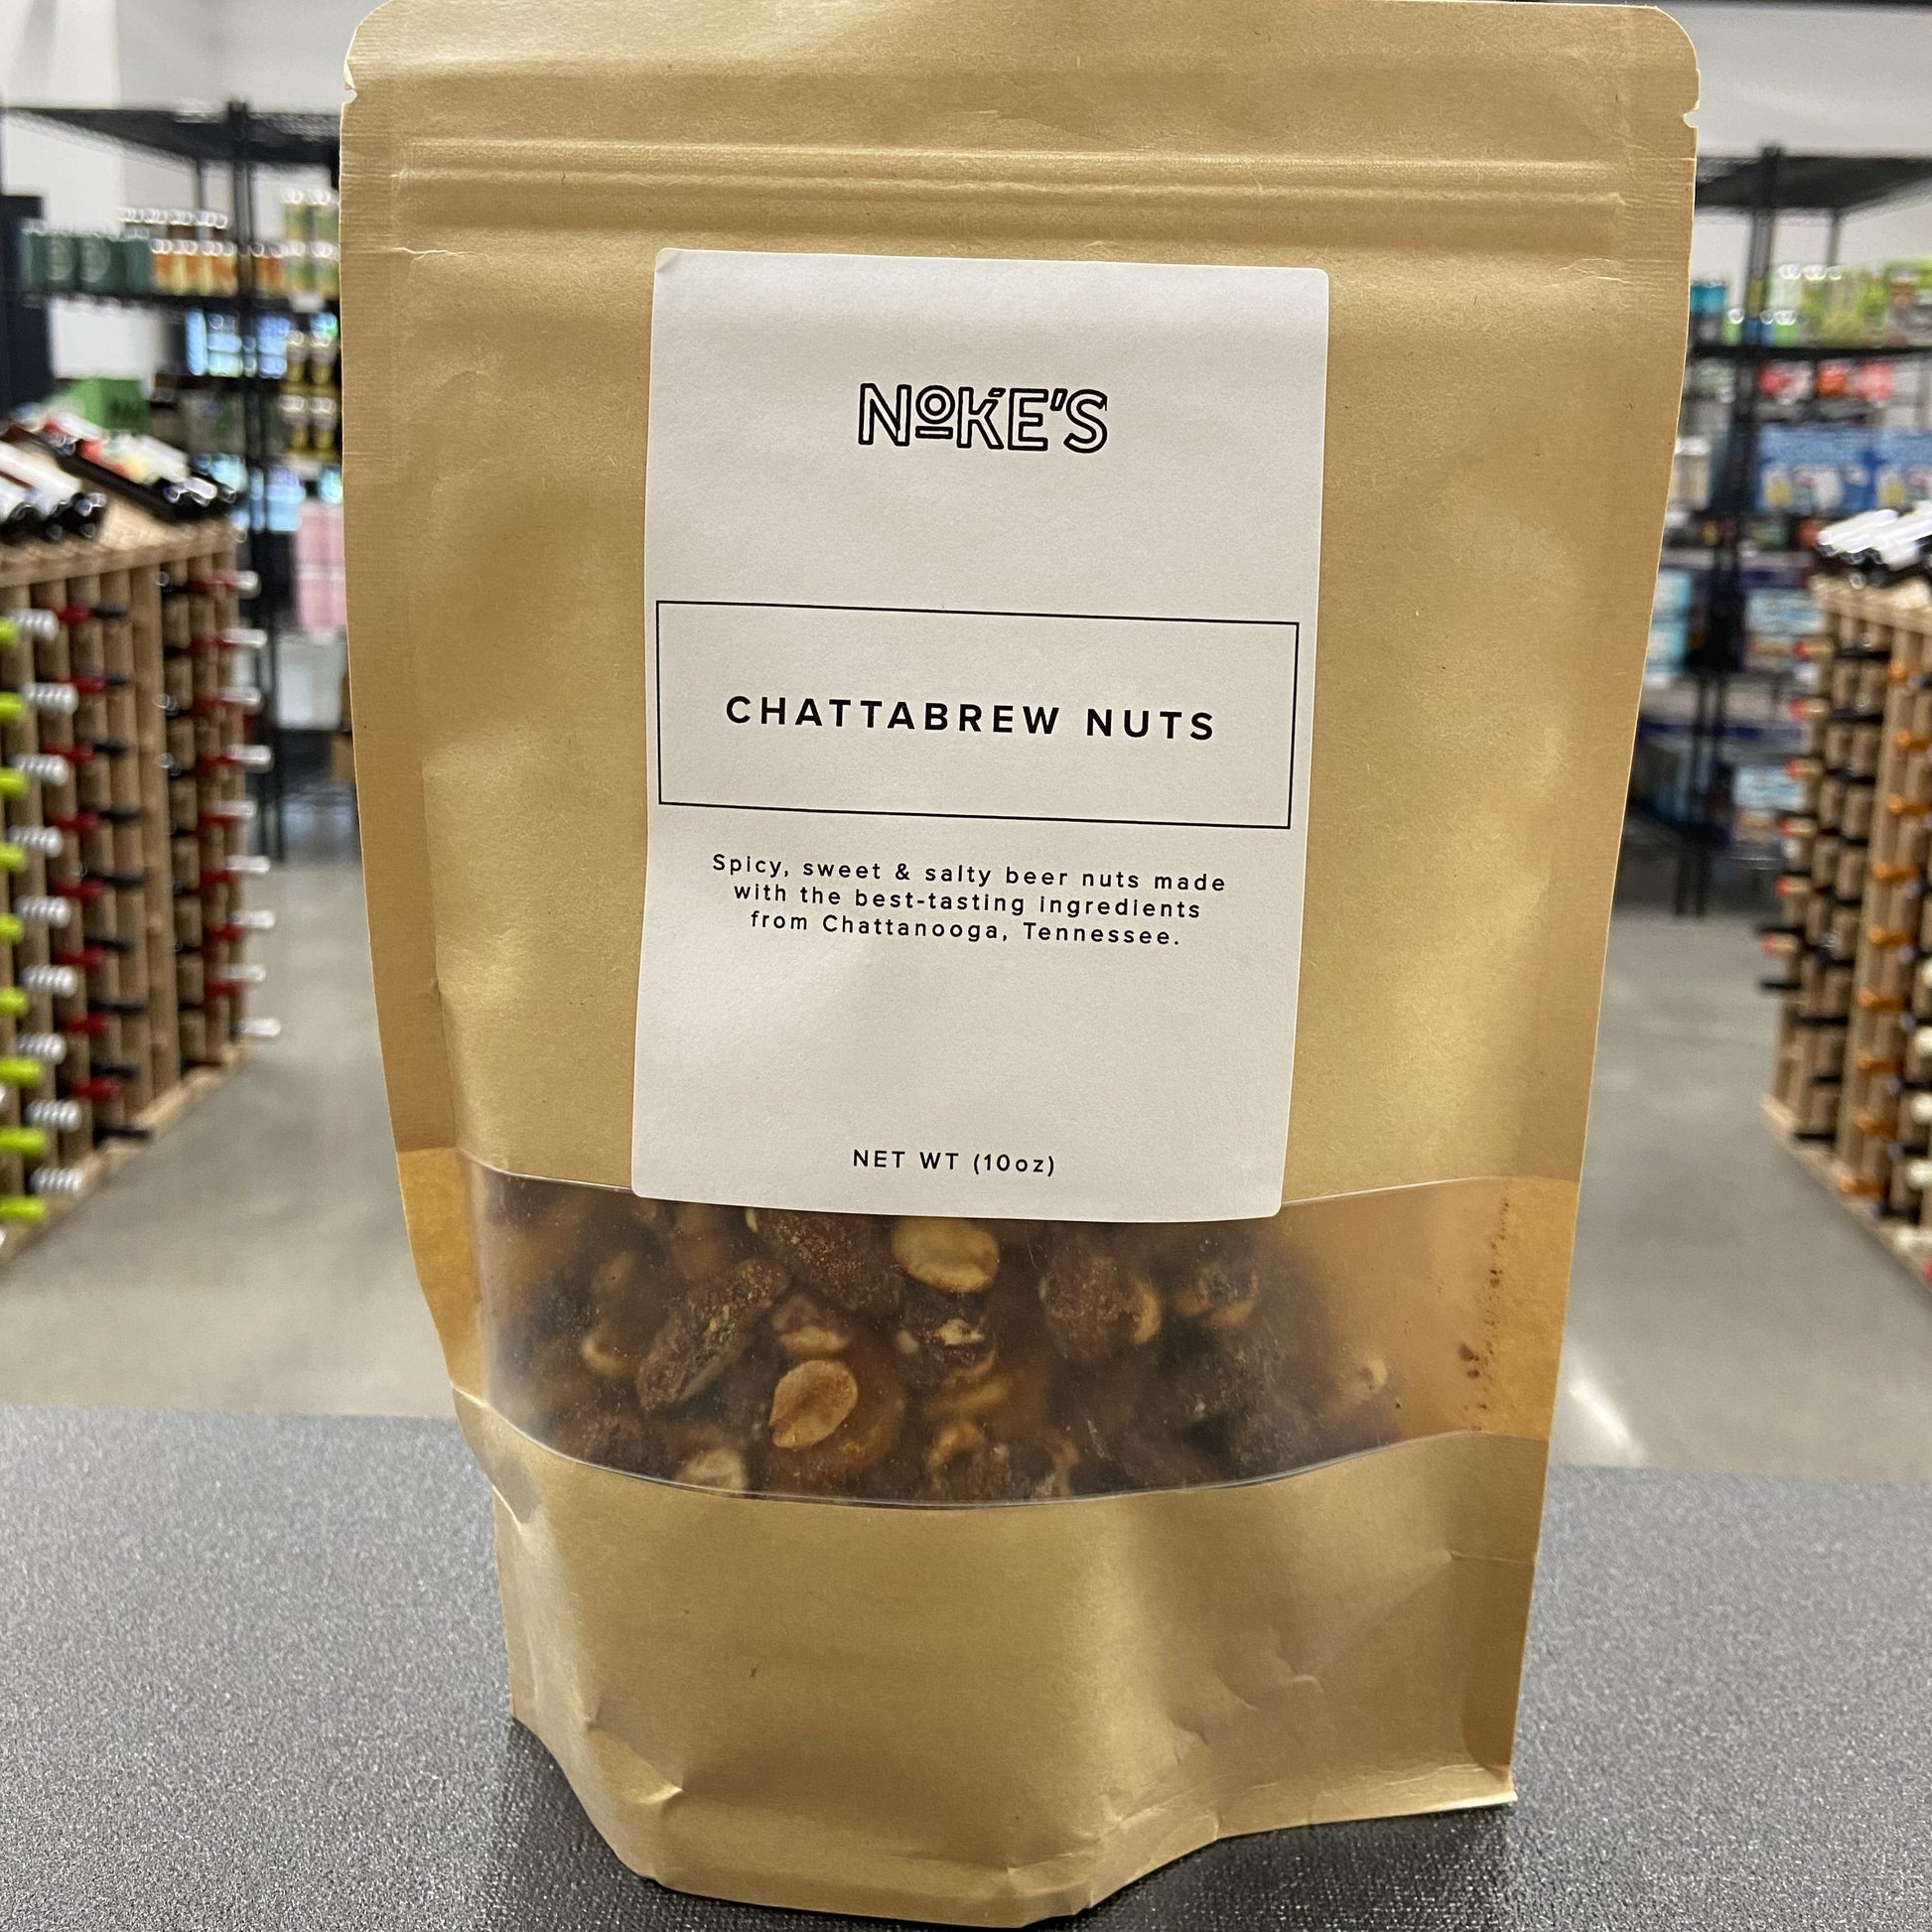 NoKE'S
CHATTABREW NUTS
Spicy, sweet & salty beer nuts made
with the best-tasting ingredients
from Chattanooga, Tennessee.
NET WT (10oz)